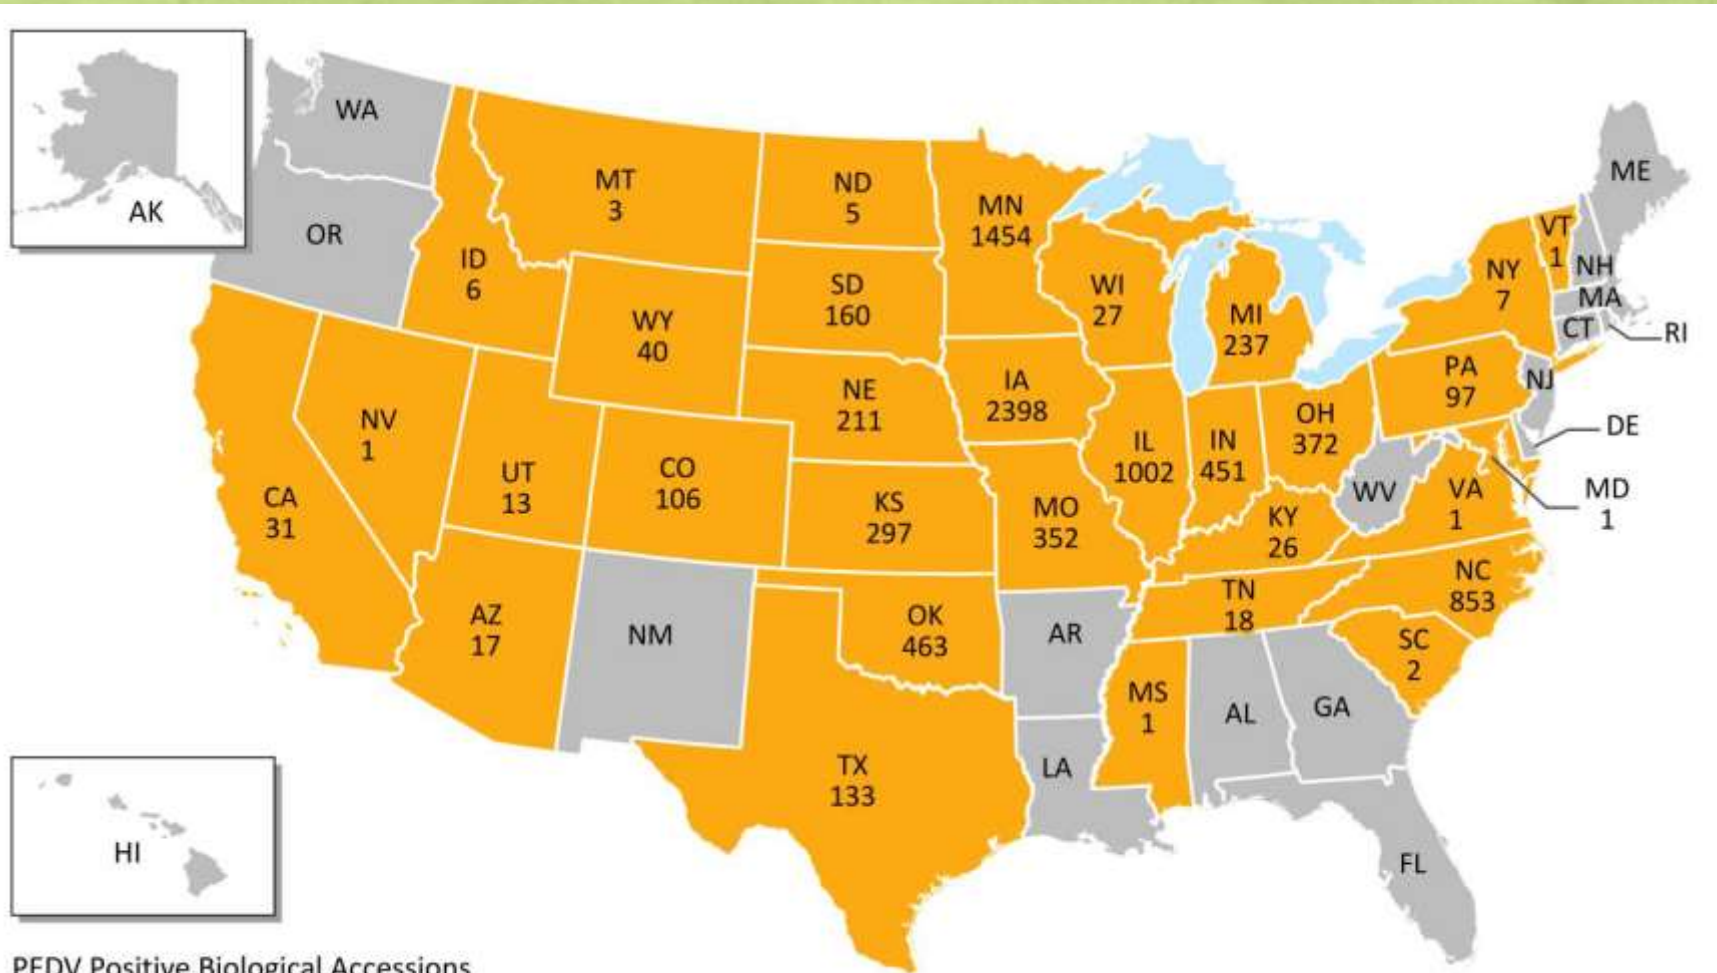 WA
MT
3
ND
5
MN
1454
ME
AK
OR
ID
6
VT
1
NH
NY
7
WY
40
SD
160
WI
27
MI
237
MA
CT
RI
PA
97
NJ
NE
211
IA
2398
OH
372
DE
NV
1
UT
13
CO
106
IL
1002
IN
451
WV
VA
1
MD
1
CA
31
KS
297
MO
352
KY
26
NC
853
TN
18
AZ
17
NM
OK
463
AR
SC
2
MS
1
AL
GA
TX
133
LA
HI
FL
PEDV Positive Biological Accessions